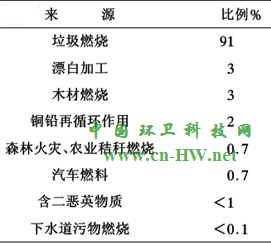 来 源 比例%
垃圾燃烧 91
漂白加工 3
木材燃烧 3
铜铅再循环作用 2
中国环卫科技网
森林火灾、农业秸秆燃烧 0.7
www.cn-HW.net
汽车燃料 0.7
含二恶英物质 <1
下水道污物燃烧 <0.1